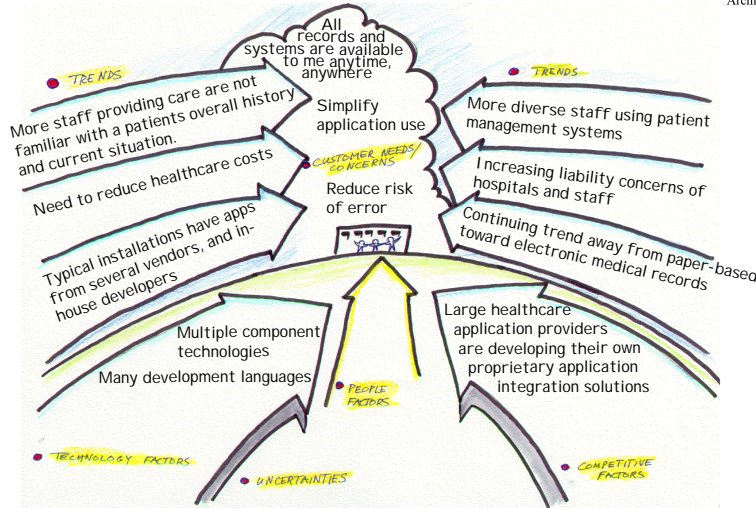 Archi
All
records and
systems are available
to me anytime,
anywhere
Simplify
application use
CUSTOMER NEEDS/
CONCERNS
Reduce risk
of error
TRENDS
More staff providing care are not
familiar with a patients overall history
and current situation.
Need to reduce healthcare costs
Typical installations have apps
from several vendors, and in-
house developers
TRENDS
More diverse staff using patient
management systems
Increasing liability concerns of
hospitals and staff
Continuing trend away from paper-based
toward electronic medical records
Multiple component
technologies
Many development languages
Large healthcare
application providers
are developing their own
proprietary application
integration solutions
PEOPLE
FACTORS
TECHNOLOGY FACTORS
UNCERTAINTIES
COMPETITIVE
FACTORS